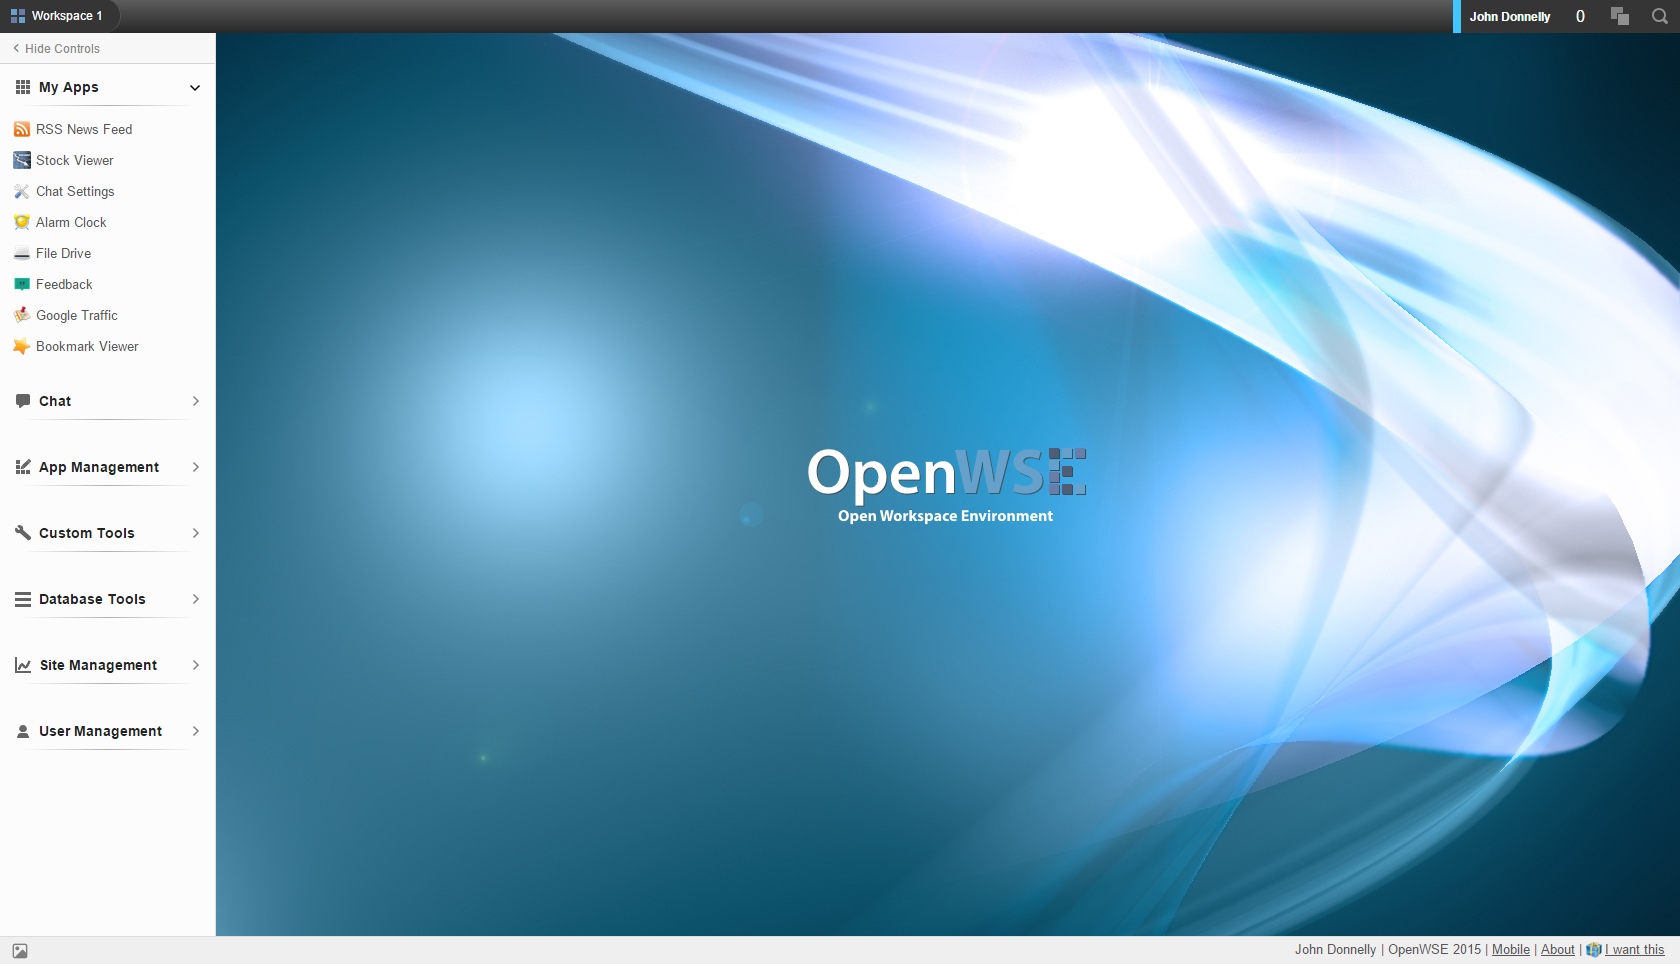 Workspace 1
John Donnelly 0
Hide Controls
My Apps
RSS News Feed
Stock Viewer
Chat Settings
Alarm Clock
File Drive
Feedback
Google Traffic
Bookmark Viewer
Chat
App Management
Custom Tools
Database Tools
Site Management
User Management
OpenWSE
Open Workspace Environment
John Donnelly | OpenWSE 2015 | Mobile | About | I want this